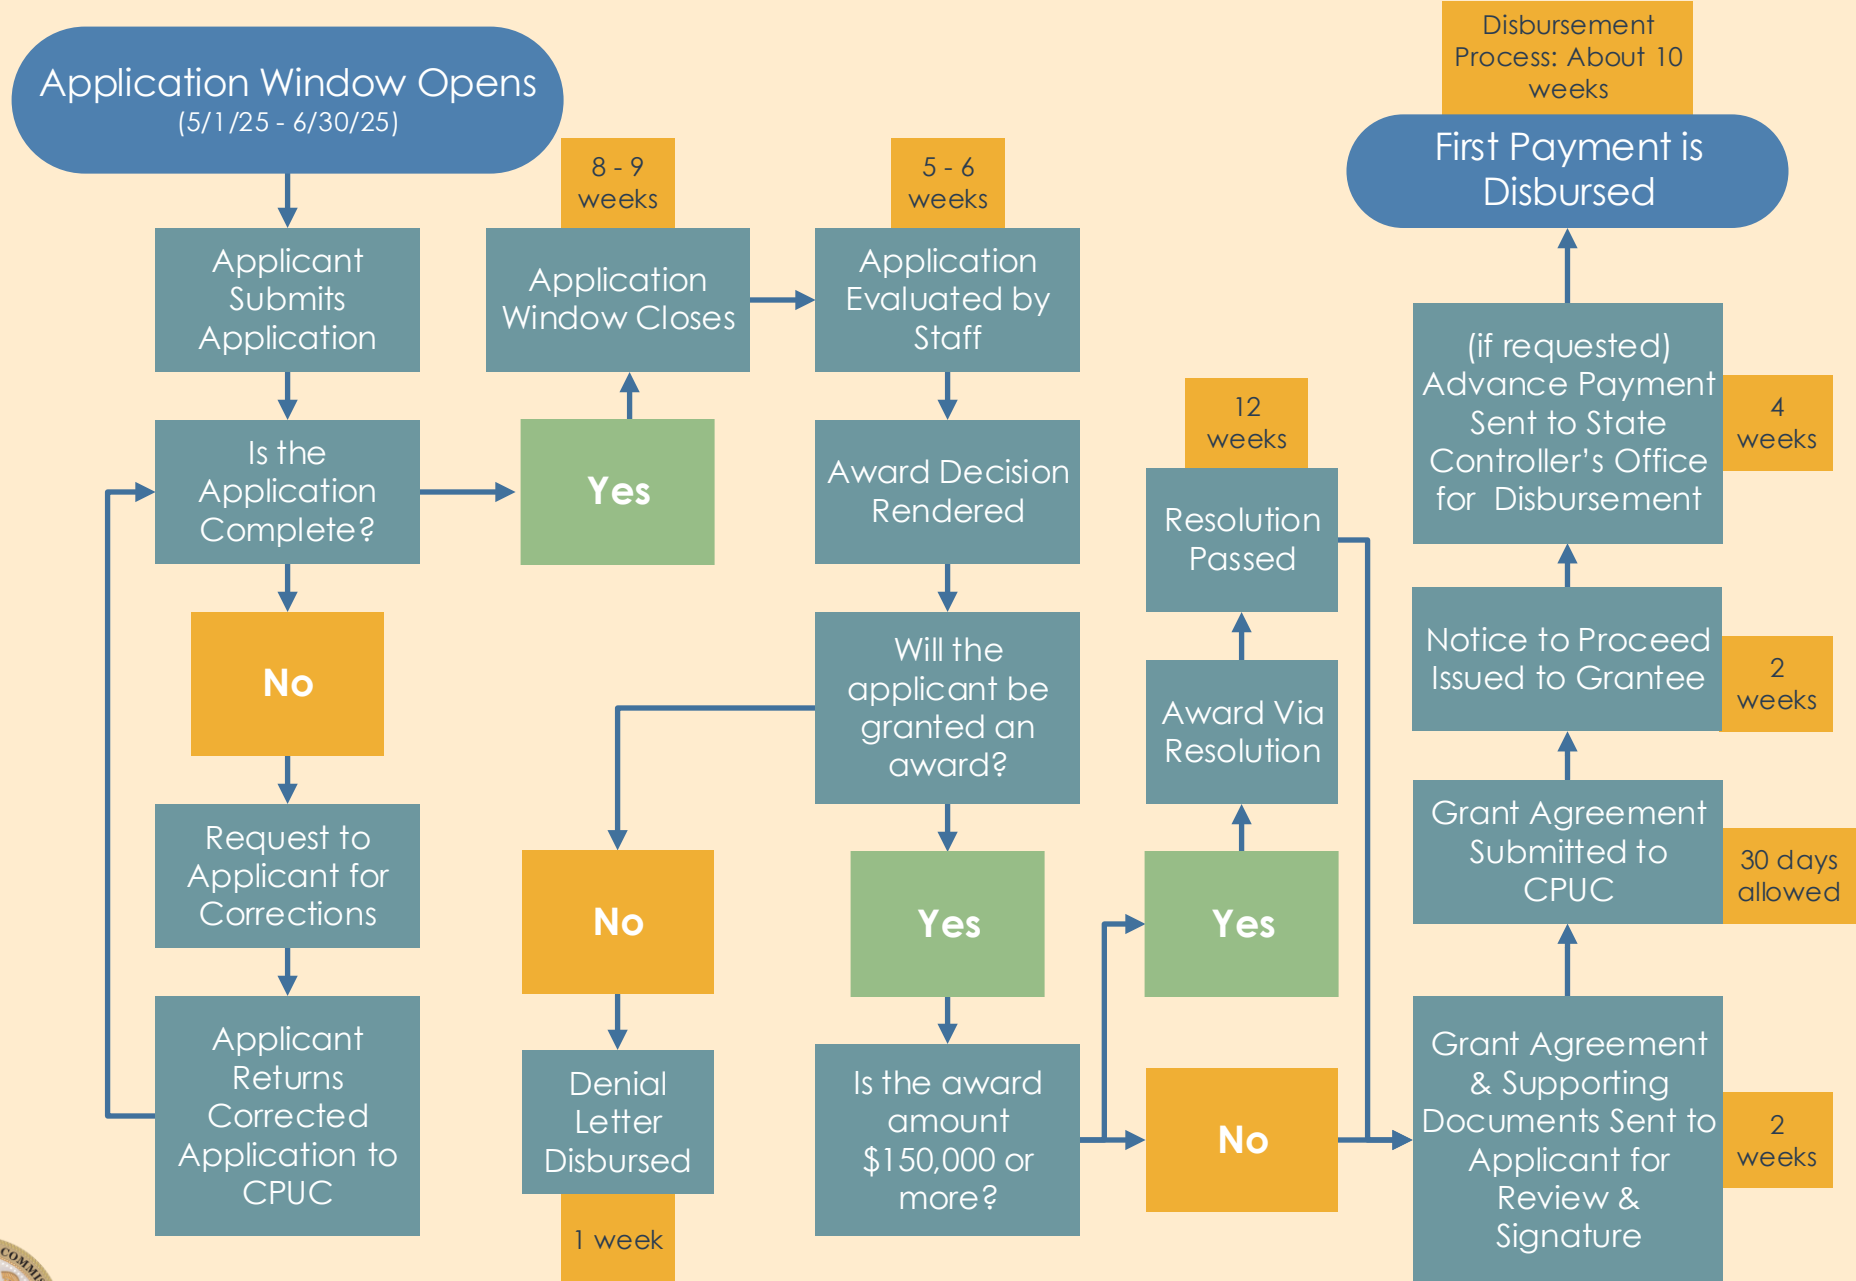 Application Window Opens
(5/1/25 - 6/30/25)
Applicant
Submits
Application
Is the
Application
Complete?
No
Request to
Applicant for
Corrections
Applicant
Returns
Corrected
Application to
CPUC
Yes
8 - 9
weeks
Application
Window Closes
5 - 6
weeks
Application
Evaluated by
Staff
Award Decision
Rendered
Will the
applicant be
granted an
award?
No
Denial
Letter
Disbursed
1 week
Yes
Is the award
amount
$150,000 or
more?
Yes
Award Via
Resolution
12
weeks
Resolution
Passed
No
Grant Agreement
& Supporting
Documents Sent to
Applicant for
Review &
Signature
2
weeks
Grant Agreement
Submitted to
CPUC
30 days
allowed
Notice to Proceed
Issued to Grantee
2
weeks
(if requested)
Advance Payment
Sent to State
Controller's Office
for Disbursement
4
weeks
Disbursement
Process: About 10
weeks
First Payment is
Disbursed